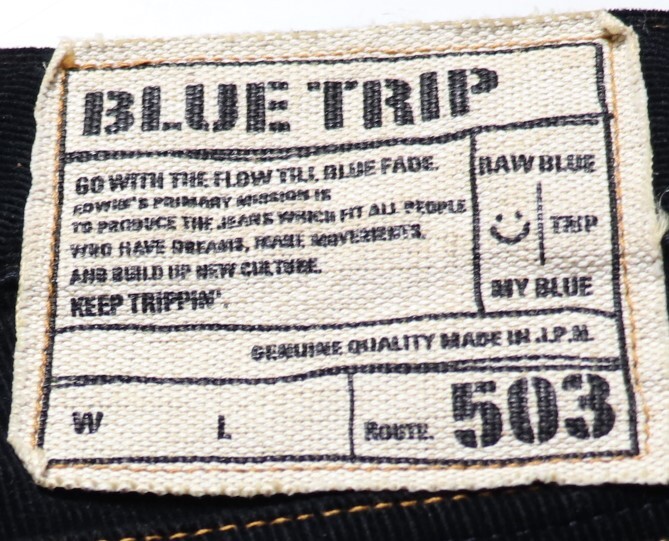 BLUE TRIP
GO WITH THE FLOW TILL BLUE FADE.
EDWIN'S PRIMARY MISSION IS
TO PRODUCE THE JEANS WHICH FIT ALL PEOPLE
WHO HAVE DREAMS, MAKE MOVEMENTS,
AND BUILD UP NEW CULTURE.
KEEP TRIPPIN'.
RAW BLUE
TRIP
MY BLUE
GENUINE QUALITY MADE IN J.P.N.
W L
ROUTE. 503